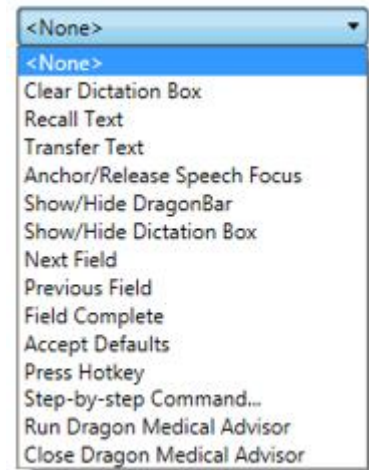 <None>
<None>
Clear Dictation Box
Recall Text
Transfer Text
Anchor/Release Speech Focus
Show/Hide DragonBar
Show/Hide Dictation Box
Next Field
Previous Field
Field Complete
Accept Defaults
Press Hotkey
Step-by-step Command...
Run Dragon Medical Advisor
Close Dragon Medical Advisor